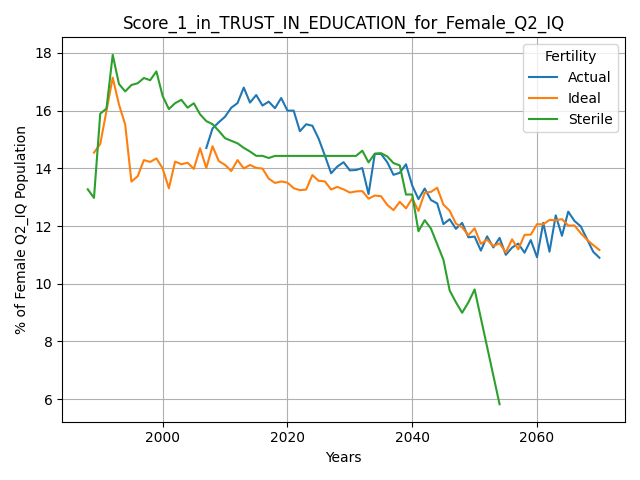 Score_1_in_TRUST_IN_EDUCATION_for_Female_Q2_IQ
Fertility
Actual
Ideal
Sterile
% of Female Q2_IQ Population
18
16
14
12
10
8
6
2000
2020
2040
2060
Years